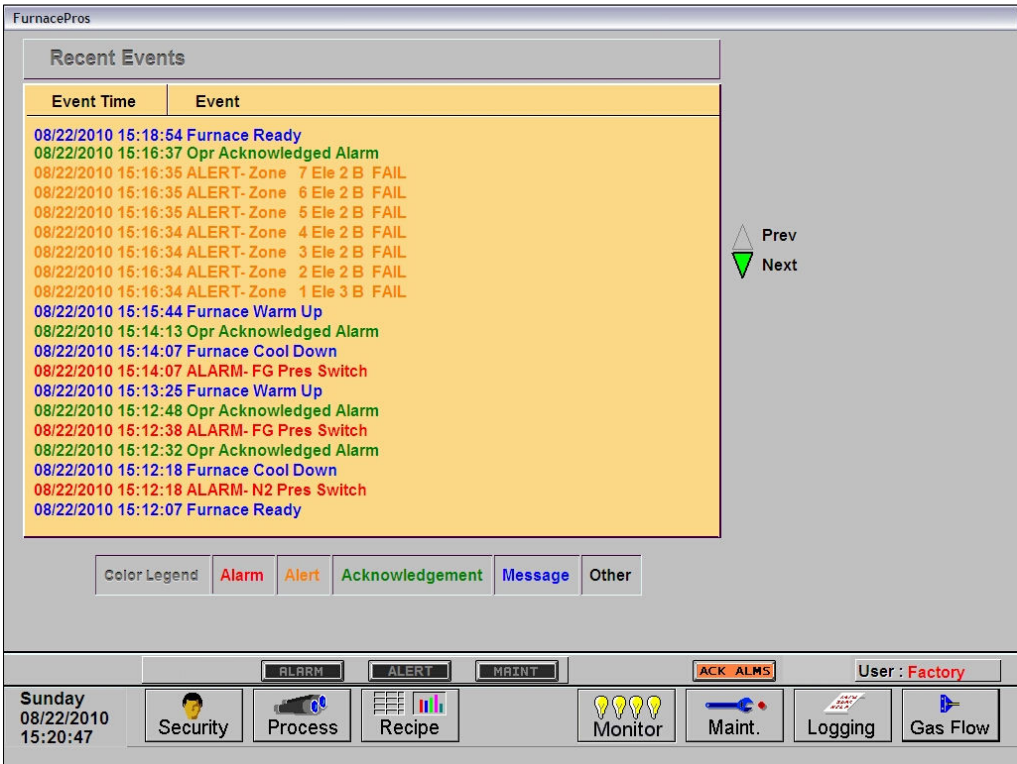 FurnacePros
Recent Events
Event Time Event
08/22/2010 15:18:54 Furnace Ready
08/22/2010 15:16:37 Opr Acknowledged Alarm
08/22/2010 15:16:35 ALERT- Zone 7 Ele 2 B FAIL
08/22/2010 15:16:35 ALERT- Zone 6 Ele 2 B FAIL
08/22/2010 15:16:35 ALERT- Zone 5 Ele 2 B FAIL
08/22/2010 15:16:34 ALERT- Zone 4 Ele 2 B FAIL
08/22/2010 15:16:34 ALERT- Zone 3 Ele 2 B FAIL
08/22/2010 15:16:34 ALERT- Zone 2 Ele 2 B FAIL
08/22/2010 15:16:34 ALERT- Zone 1 Ele 3 B FAIL
08/22/2010 15:15:44 Furnace Warm Up
08/22/2010 15:14:13 Opr Acknowledged Alarm
08/22/2010 15:14:07 Furnace Cool Down
08/22/2010 15:14:07 ALARM- FG Pres Switch
08/22/2010 15:13:25 Furnace Warm Up
08/22/2010 15:12:48 Opr Acknowledged Alarm
08/22/2010 15:12:38 ALARM- FG Pres Switch
08/22/2010 15:12:32 Opr Acknowledged Alarm
08/22/2010 15:12:18 Furnace Cool Down
08/22/2010 15:12:18 ALARM- N2 Pres Switch
08/22/2010 15:12:07 Furnace Ready
Prev
Next
Color Legend Alarm Alert Acknowledgement Message Other
ALARM ALERT MAINT ACK ALMS User : Factory
Sunday
08/22/2010
15:20:47
Security Process Recipe Monitor Maint. Logging Gas Flow